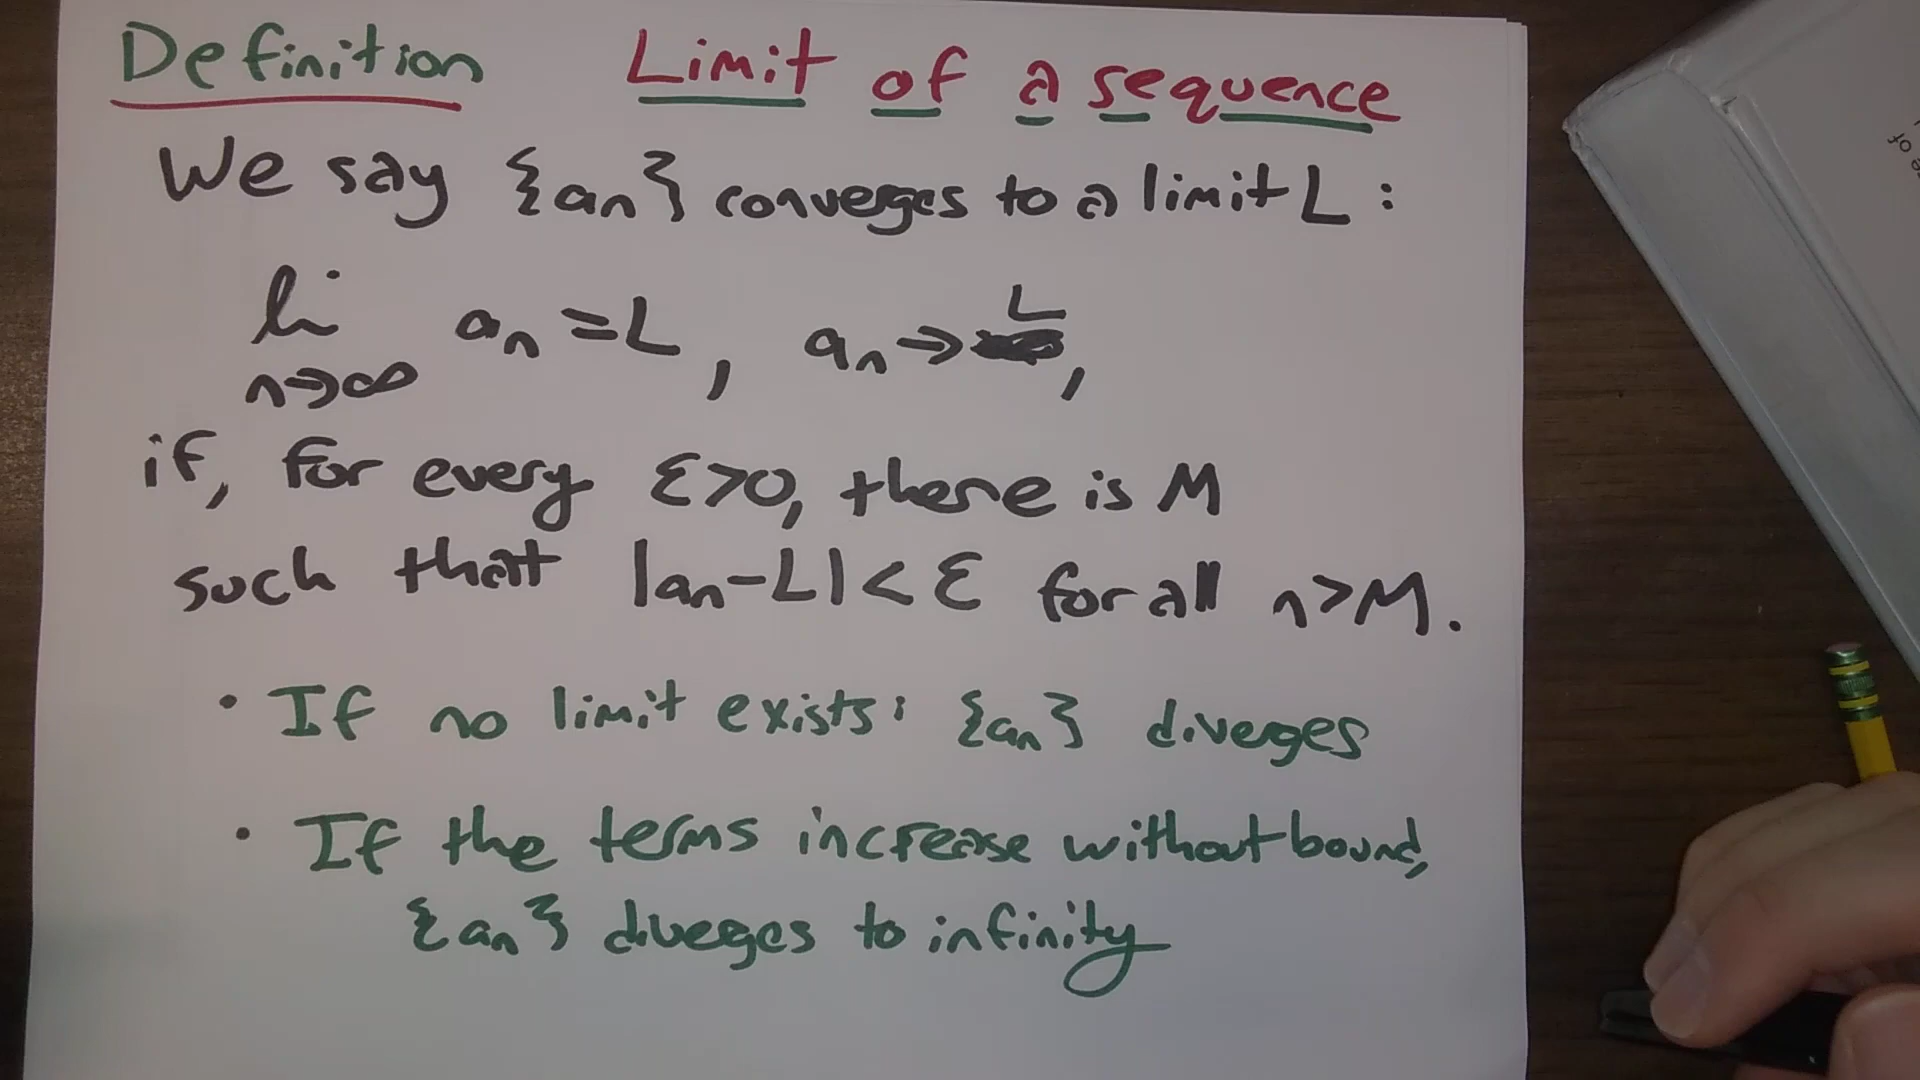 Definition Limit of a sequence
We say {an} converges to a limit L :
li n→∞ an = L , an → L ,
if, for every ε>0, there is M
such that |an-L| < ε for all n>M.
• If no limit exists: {an} diverges
• If the terms increase without bound,
{an} diverges to infinity
of